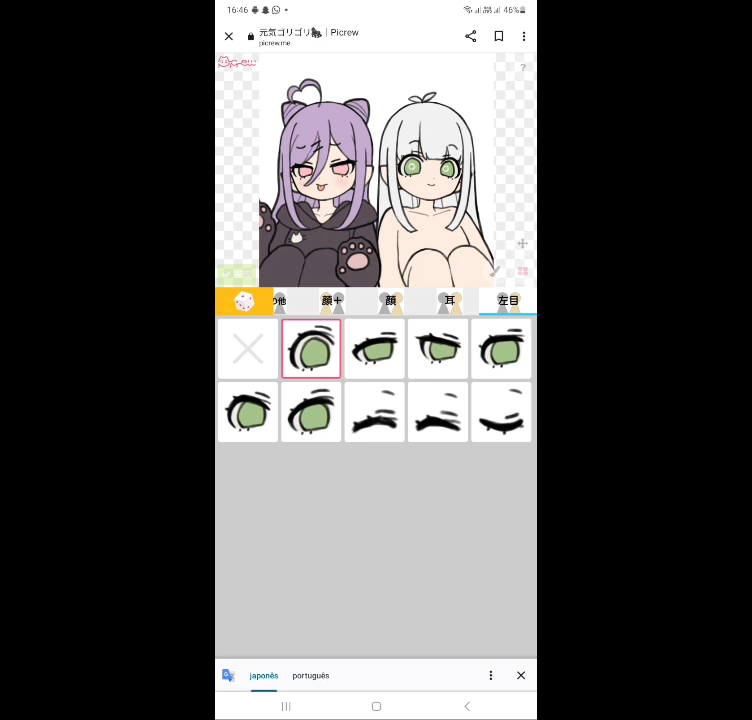 16:46
46%
元気ゴリゴリ🦍｜Picrew
picrew.me
?
の他
顔＋
顔
耳
左目
japonês
português